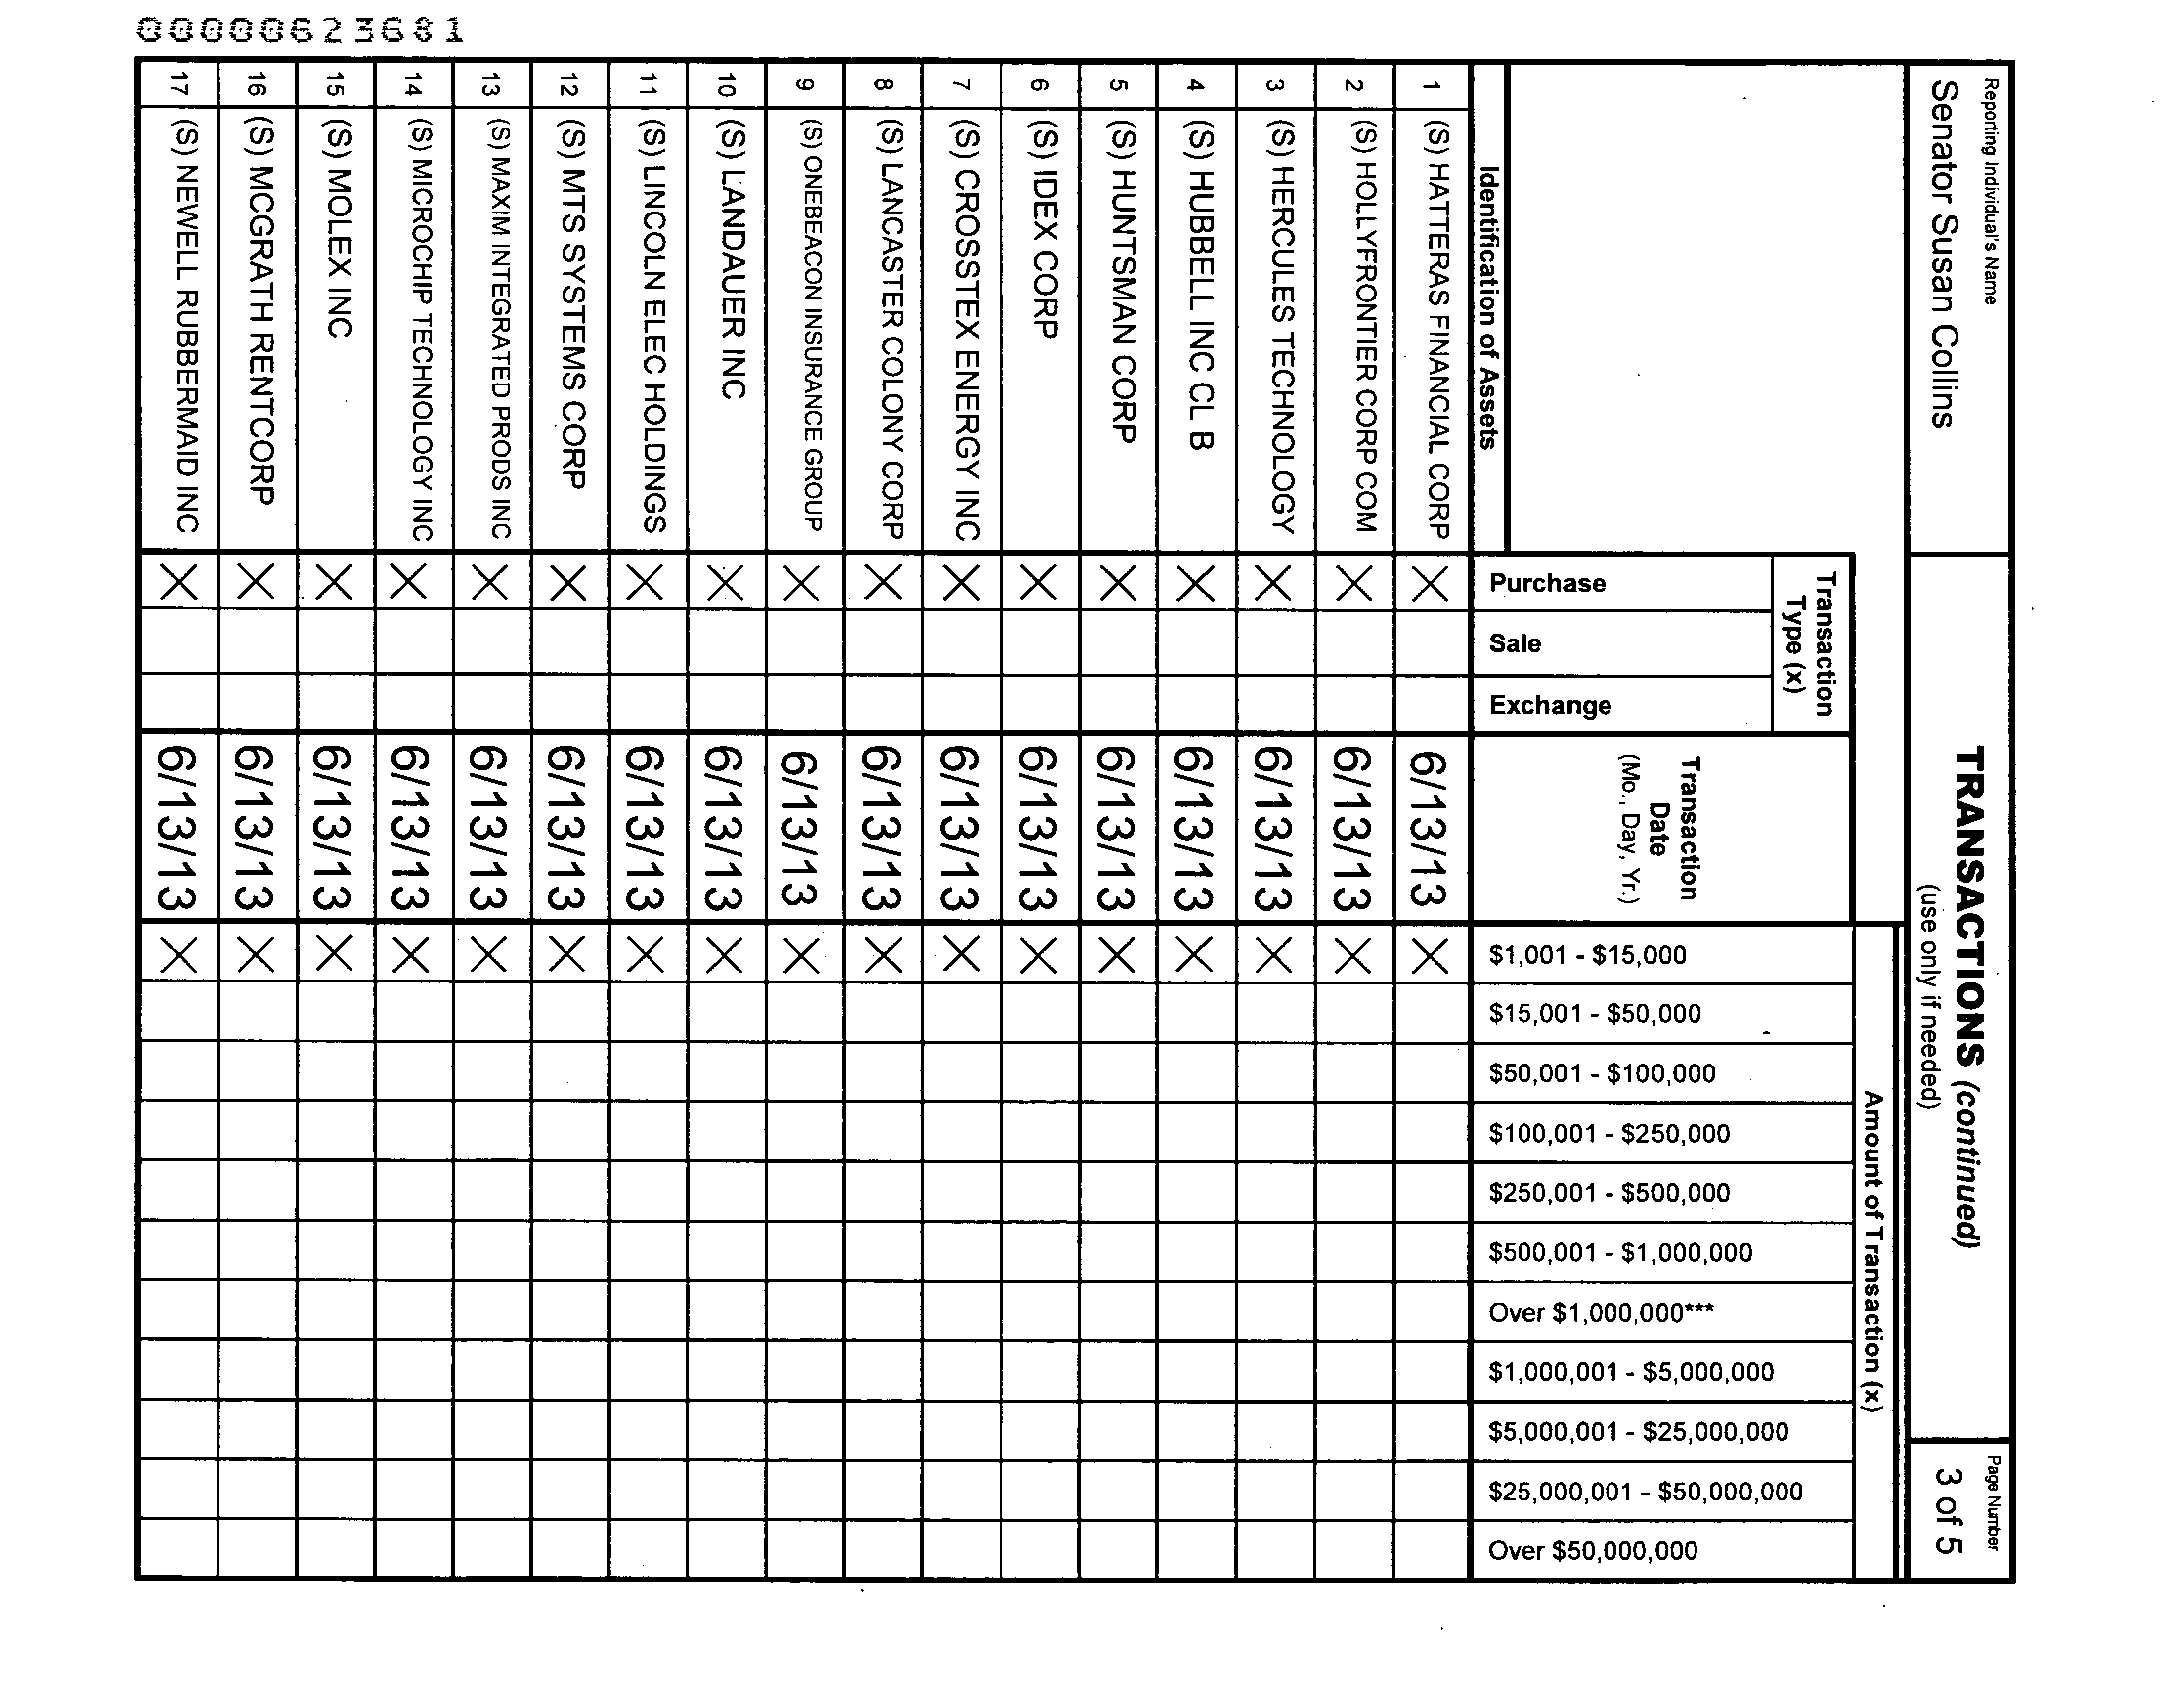 00000623681
Reporting Individual's Name
Senator Susan Collins
TRANSACTIONS (continued)
(use only if needed)
Page Number
3 of 5
Identification of Assets
Transaction
Type (x)
Purchase
Sale
Exchange
Transaction
Date
(Mo., Day, Yr.)
Amount of Transaction (x)
$1,001 - $15,000
$15,001 - $50,000
$50,001 - $100,000
$100,001 - $250,000
$250,001 - $500,000
$500,001 - $1,000,000
Over $1,000,000***
$1,000,001 - $5,000,000
$5,000,001 - $25,000,000
$25,000,001 - $50,000,000
Over $50,000,000
1 (S) HATTERAS FINANCIAL CORP X 6/13/13 X
2 (S) HOLLYFRONTIER CORP COM X 6/13/13 X
3 (S) HERCULES TECHNOLOGY X 6/13/13 X
4 (S) HUBBELL INC CL B X 6/13/13 X
5 (S) HUNTSMAN CORP X 6/13/13 X
6 (S) IDEX CORP X 6/13/13 X
7 (S) CROSSTEX ENERGY INC X 6/13/13 X
8 (S) LANCASTER COLONY CORP X 6/13/13 X
9 (S) ONEBEACON INSURANCE GROUP X 6/13/13 X
10 (S) LANDAUER INC X 6/13/13 X
11 (S) LINCOLN ELEC HOLDINGS X 6/13/13 X
12 (S) MTS SYSTEMS CORP X 6/13/13 X
13 (S) MAXIM INTEGRATED PRODS INC X 6/13/13 X
14 (S) MICROCHIP TECHNOLOGY INC X 6/13/13 X
15 (S) MOLEX INC X 6/13/13 X
16 (S) MCGRATH RENTCORP X 6/13/13 X
17 (S) NEWELL RUBBERMAID INC X 6/13/13 X